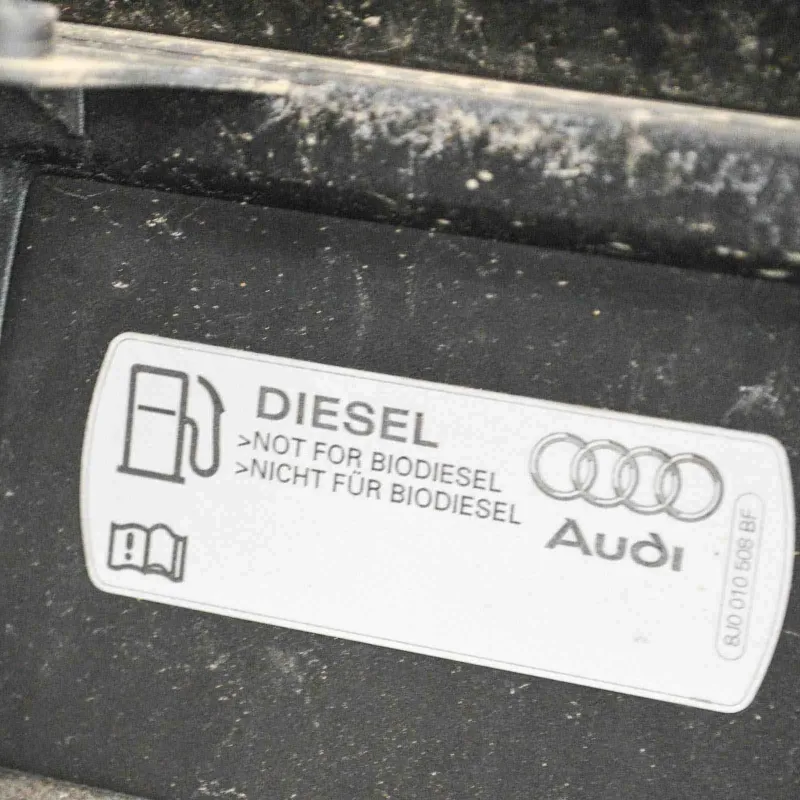 DIESEL
>NOT FOR BIODIESEL
>NICHT FÜR BIODIESEL
Audi
8J0 010 508 BF